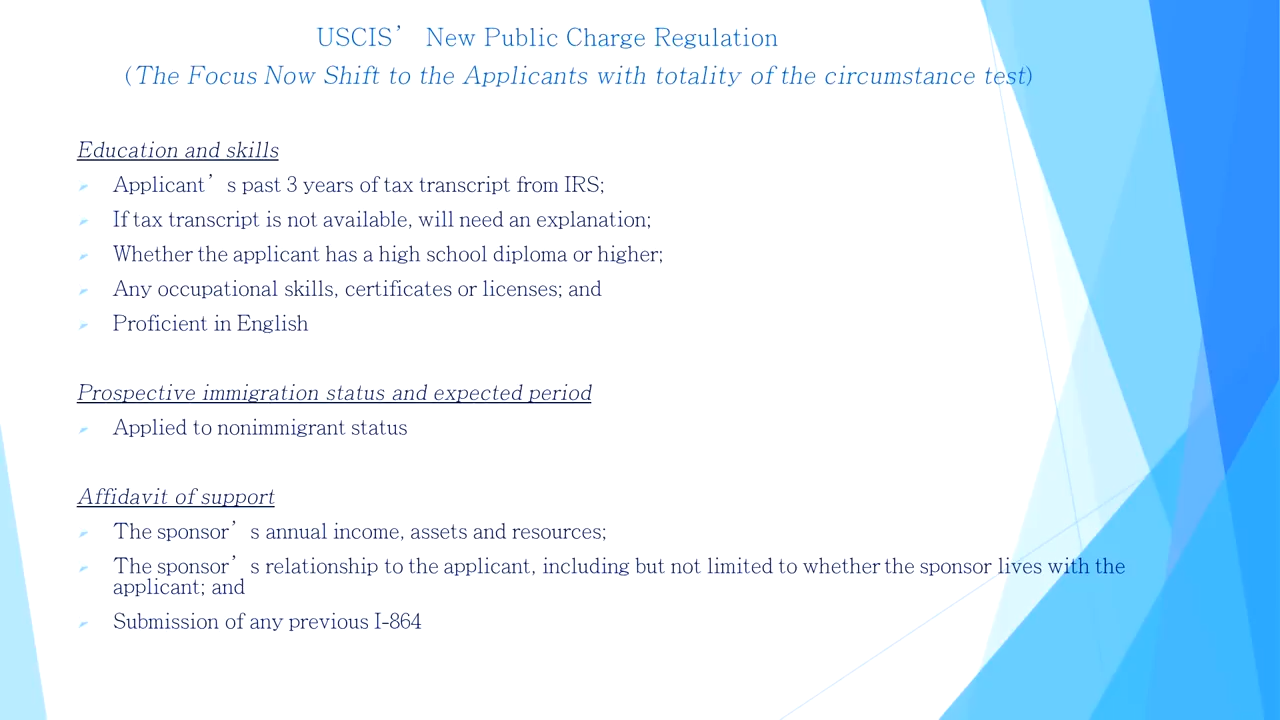 USCIS’ New Public Charge Regulation
(The Focus Now Shift to the Applicants with totality of the circumstance test)
Education and skills
Applicant’s past 3 years of tax transcript from IRS;
If tax transcript is not available, will need an explanation;
Whether the applicant has a high school diploma or higher;
Any occupational skills, certificates or licenses; and
Proficient in English
Prospective immigration status and expected period
Applied to nonimmigrant status
Affidavit of support
The sponsor’s annual income, assets and resources;
The sponsor’s relationship to the applicant, including but not limited to whether the sponsor lives with the
applicant; and
Submission of any previous I-864